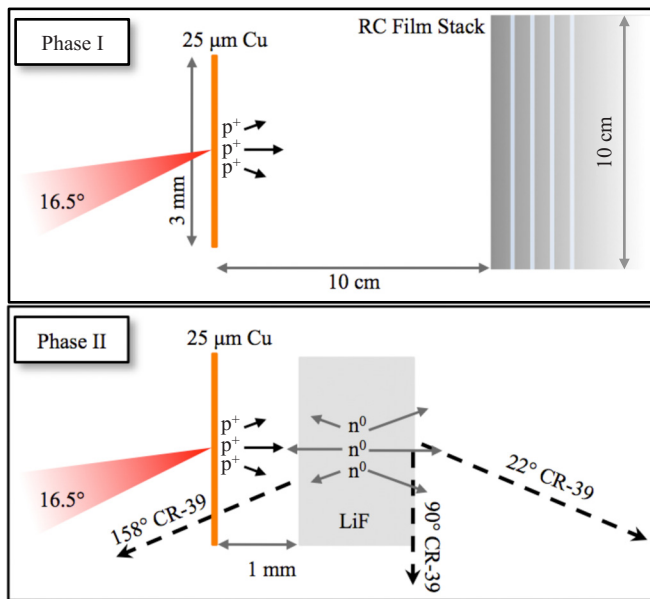 Phase I
25 μm Cu
RC Film Stack
p⁺
p⁺
p⁺
16.5°
3 mm
10 cm
10 cm
Phase II
25 μm Cu
p⁺
p⁺
p⁺
n⁰
n⁰
n⁰
16.5°
22° CR-39
158° CR-39
LiF
90° CR-39
1 mm